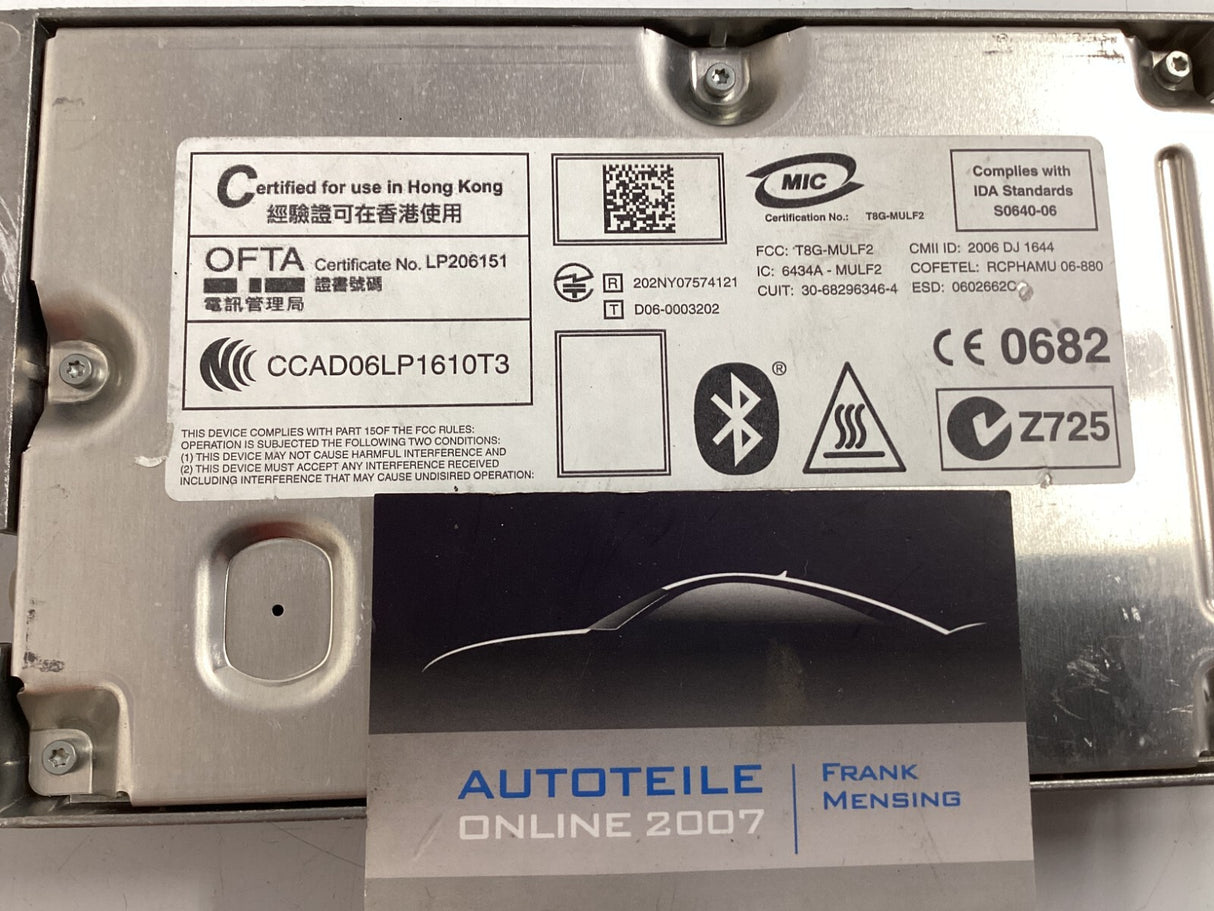 Certified for use in Hong Kong
經驗證可在香港使用
OFTA Certificate No. LP206151
電訊管理局 證書號碼
CCAD06LP1610T3
THIS DEVICE COMPLIES WITH PART 15OF THE FCC RULES:
OPERATION IS SUBJECTED THE FOLLOWING TWO CONDITIONS:
(1) THIS DEVICE MAY NOT CAUSE HARMFUL INTERFERENCE AND
(2) THIS DEVICE MUST ACCEPT ANY INTERFERENCE RECEIVED
INCLUDING INTERFERENCE THAT MAY CAUSE UNDISIRED OPERATION:
R 202NY07574121
T D06-0003202
MIC
Certification No.: T8G-MULF2
Complies with
IDA Standards
S0640-06
FCC: T8G-MULF2 CMII ID: 2006 DJ 1644
IC: 6434A - MULF2 COFETEL: RCPHAMU 06-880
CUIT: 30-68296346-4 ESD: 0602662C
CE 0682
®
Z725
AUTOTEILE
ONLINE 2007
FRANK
MENSING